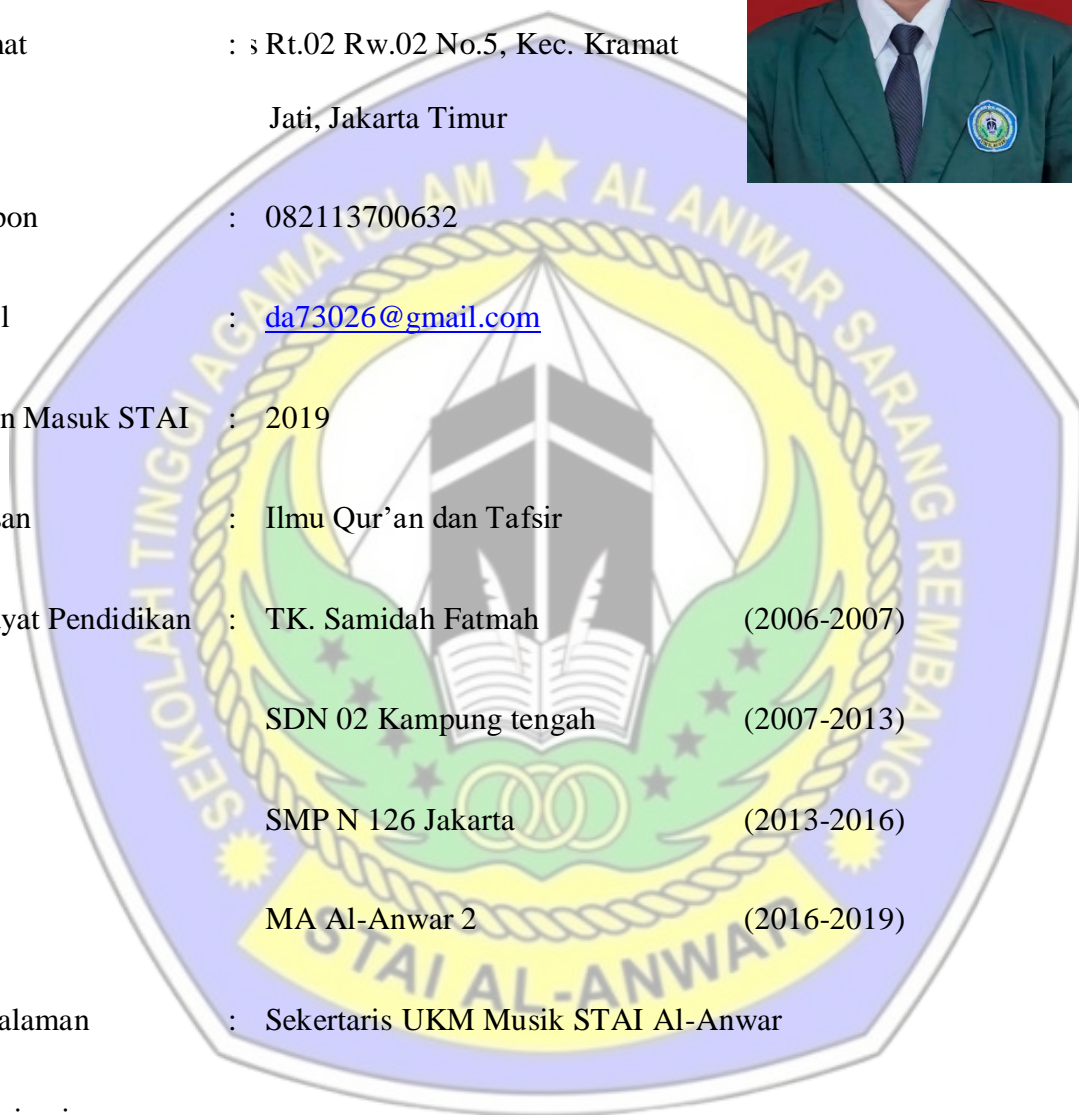 nat : s Rt.02 Rw.02 No.5, Kec. Kramat
Jati, Jakarta Timur
pon : 082113700632
l : da73026@gmail.com
n Masuk STAI : 2019
san : Ilmu Qur’an dan Tafsir
yat Pendidikan : TK. Samidah Fatmah (2006-2007)
SDN 02 Kampung tengah (2007-2013)
SMP N 126 Jakarta (2013-2016)
MA Al-Anwar 2 (2016-2019)
alaman : Sekertaris UKM Musik STAI Al-Anwar
SEKOLAH TINGGI AGAMA ISLAM AL ANWAR SARANG REMBANG
STAI AL-ANWAR